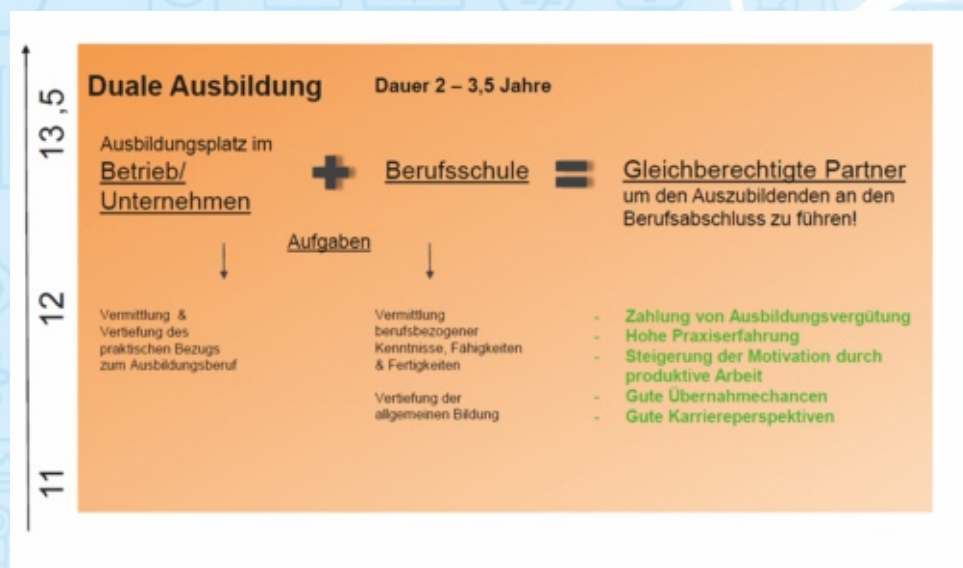 Duale Ausbildung
Dauer 2 – 3,5 Jahre
Ausbildungsplatz im
Betrieb/
Unternehmen
+
Berufsschule
=
Gleichberechtigte Partner
um den Auszubildenden an den
Berufsabschluss zu führen!
Aufgaben
Vermittlung &
Vertiefung des
praktischen Bezugs
zum Ausbildungsberuf
Vermittlung
berufsbezogener
Kenntnisse, Fähigkeiten
& Fertigkeiten
Vertiefung der
allgemeinen Bildung
- Zahlung von Ausbildungsvergütung
- Hohe Praxiserfahrung
- Steigerung der Motivation durch
produktive Arbeit
- Gute Übernahmechancen
- Gute Karriereperspektiven
13 ,5
12
11